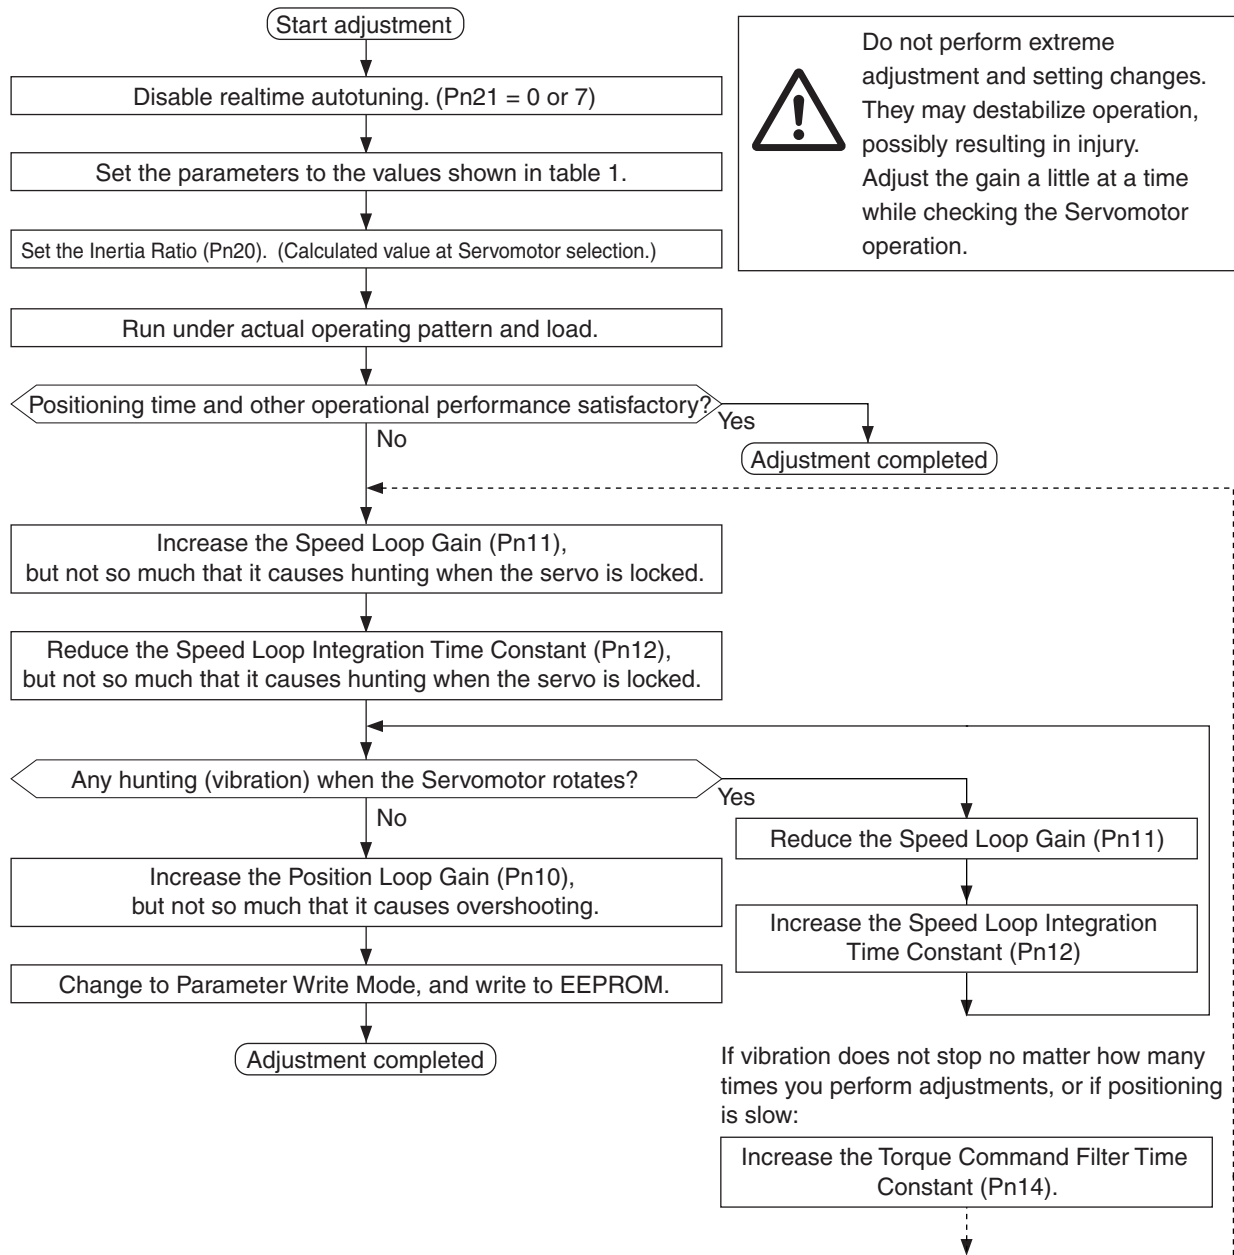 Start adjustment
Disable realtime autotuning. (Pn21 = 0 or 7)
Set the parameters to the values shown in table 1.
Set the Inertia Ratio (Pn20). (Calculated value at Servomotor selection.)
Run under actual operating pattern and load.
Do not perform extreme
adjustment and setting changes.
They may destabilize operation,
possibly resulting in injury.
Adjust the gain a little at a time
while checking the Servomotor
operation.
Positioning time and other operational performance satisfactory?
Yes
No
Adjustment completed
Increase the Speed Loop Gain (Pn11),
but not so much that it causes hunting when the servo is locked.
Reduce the Speed Loop Integration Time Constant (Pn12),
but not so much that it causes hunting when the servo is locked.
Any hunting (vibration) when the Servomotor rotates?
Yes
No
Reduce the Speed Loop Gain (Pn11)
Increase the Speed Loop Integration
Time Constant (Pn12)
Increase the Position Loop Gain (Pn10),
but not so much that it causes overshooting.
Change to Parameter Write Mode, and write to EEPROM.
Adjustment completed
If vibration does not stop no matter how many
times you perform adjustments, or if positioning
is slow:
Increase the Torque Command Filter Time
Constant (Pn14).